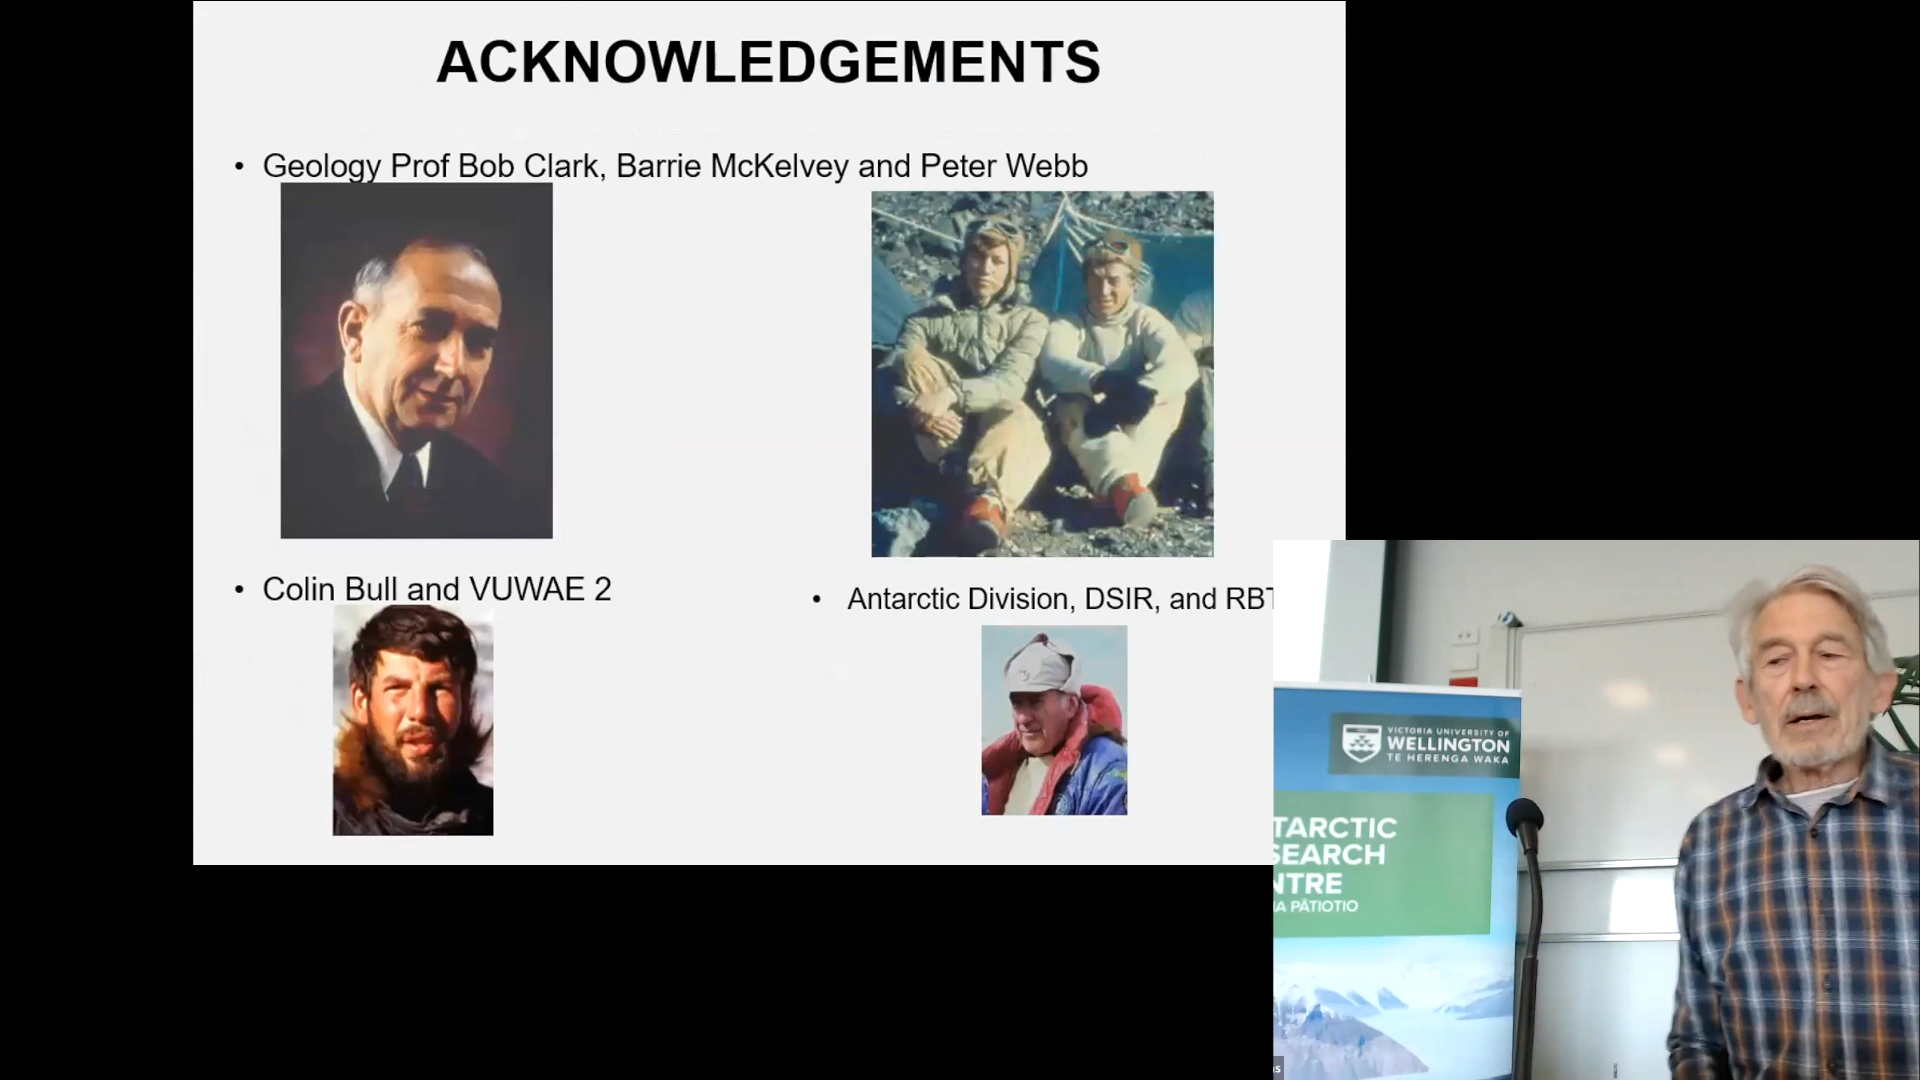 ACKNOWLEDGEMENTS
• Geology Prof Bob Clark, Barrie McKelvey and Peter Webb
• Colin Bull and VUWAE 2
• Antarctic Division, DSIR, and RBT
VICTORIA UNIVERSITY OF
WELLINGTON
TE HERENGA WAKA
TARCTIC
SEARCH
NTRE
PĀTIOTIO